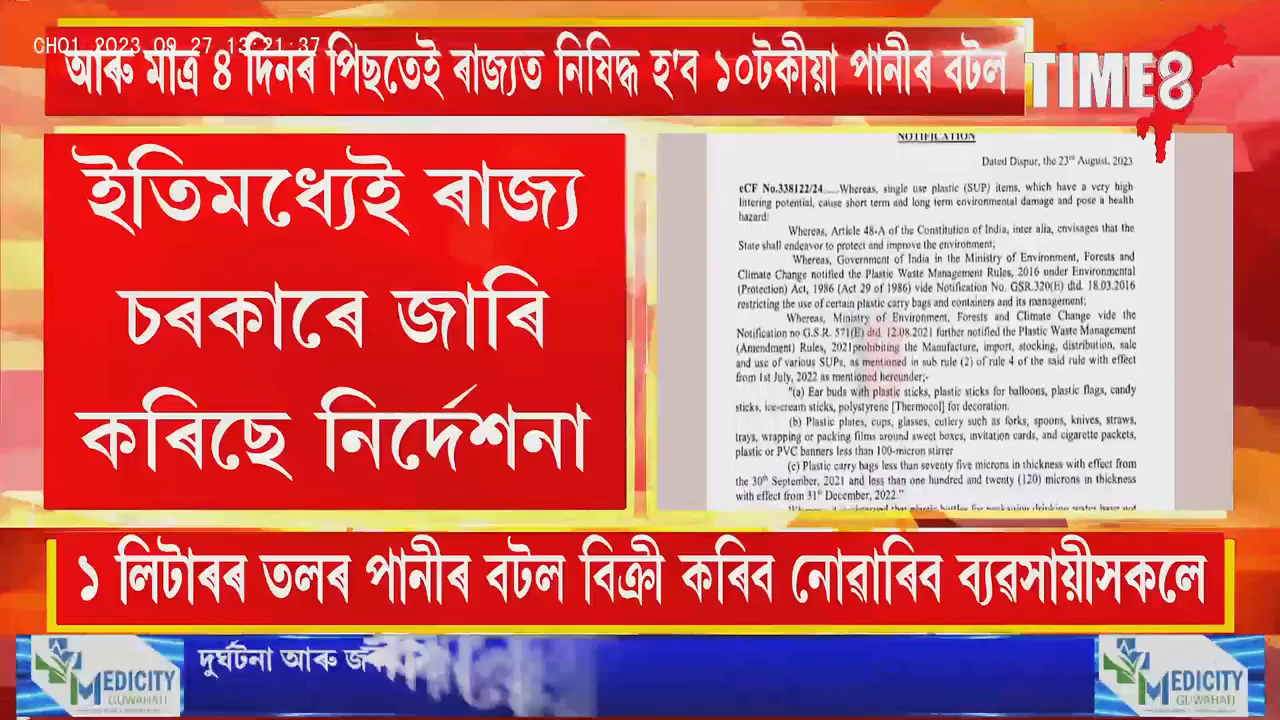 CH01 2023 09 27 13:21:37
আৰু মাত্ৰ ৪ দিনৰ পিছতেই ৰাজ্যত নিষিদ্ধ হ'ব ১০টকীয়া পানীৰ বটল
TIME8
ইতিমধ্যেই ৰাজ্য
চৰকাৰে জাৰি
কৰিছে নিৰ্দেশনা
NOTIFICATION
Dated Dispur, the 23rd August, 2023
eCF No.338122/24......Whereas, single use plastic (SUP) items, which have a very high
littering potential, cause short term and long term environmental damage and pose a health
hazard;
Whereas, Article 48-A of the Constitution of India, inter alia, envisages that the
State shall endeavor to protect and improve the environment;
Whereas, Government of India in the Ministry of Environment, Forests and
Climate Change notified the Plastic Waste Management Rules, 2016 under Environmental
(Protection) Act, 1986 (Act 29 of 1986) vide Notification No. GSR.320(E) dtd. 18.03.2016
restricting the use of certain plastic carry bags and containers and its management;
Whereas, Ministry of Environment, Forests and Climate Change vide the
Notification no G.S.R. 571(E) dtd. 12.08.2021 further notified the Plastic Waste Management
(Amendment) Rules, 2021prohibiting the Manufacture, import, stocking, distribution, sale
and use of various SUPs, as mentioned in sub rule (2) of rule 4 of the said rule with effect
from 1st July, 2022 as mentioned hereunder;-
"(a) Ear buds with plastic sticks, plastic sticks for balloons, plastic flags, candy
sticks, ice-cream sticks, polystyrene [Thermocol] for decoration.
(b) Plastic plates, cups, glasses, cutlery such as forks, spoons, knives, straws,
trays, wrapping or packing films around sweet boxes, invitation cards, and cigarette packets,
plastic or PVC banners less than 100-micron stirrer
(c) Plastic carry bags less than seventy five microns in thickness with effect from
the 30th September, 2021 and less than one hundred and twenty (120) microns in thickness
with effect from 31st December, 2022."
১ লিটাৰৰ তলৰ পানীৰ বটল বিক্ৰী কৰিব নোৱাৰিব ব্যৱসায়ীসকলে
MEDICITY
GUWAHATI
দুৰ্ঘটনা আৰু
MEDICITY
GUWAHATI